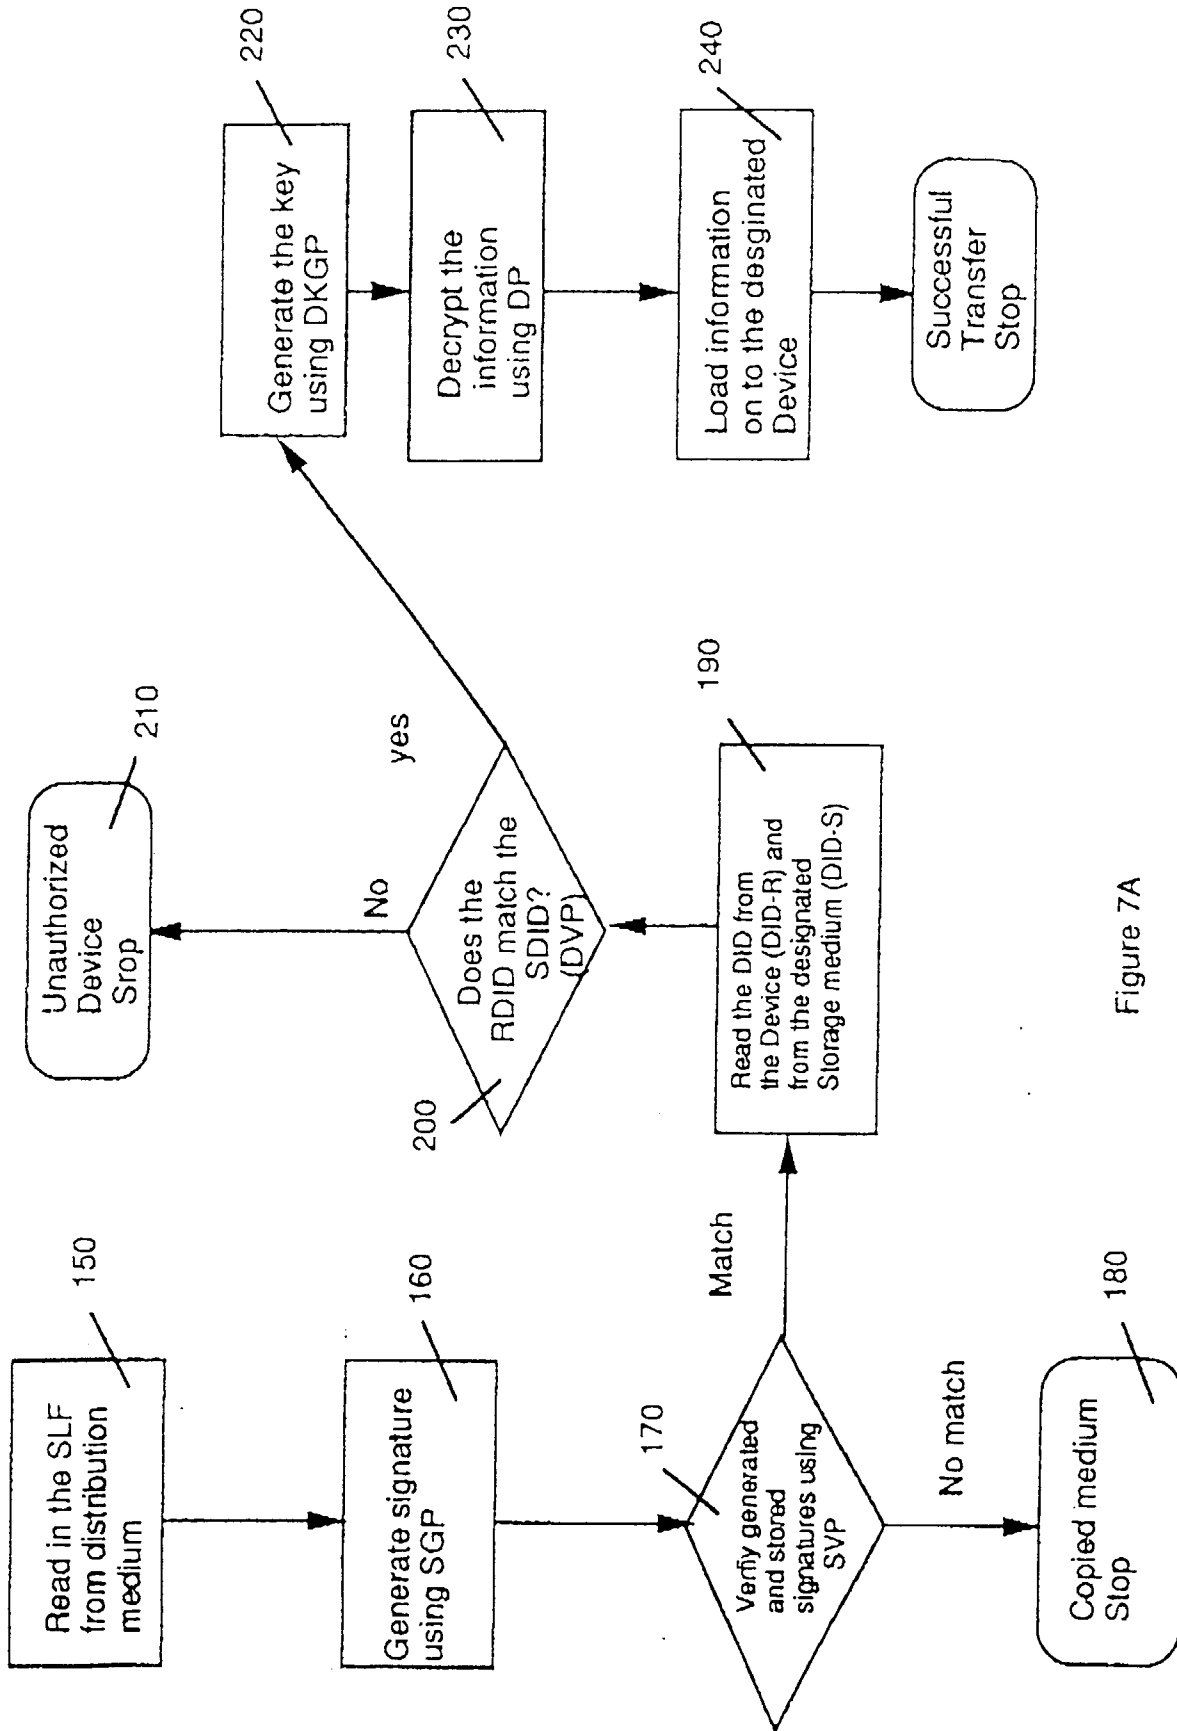 150
Read in the SLF
from distribution
medium
160
Generate signature
using SGP
170
Verify generated
and stored
signatures using
SVP
Match
No match
180
Copied medium
Stop
190
Read the DID from
the Device (DID-R) and
from the designated
Storage medium (DID-S)
200
Does the
RDID match the
SDID?
(DVP)
No
yes
210
Unauthorized
Device
Srop
220
Generate the key
using DKGP
230
Decrypt the
information
using DP
240
Load information
on to the desginated
Device
Successful
Transfer
Stop
Figure 7A